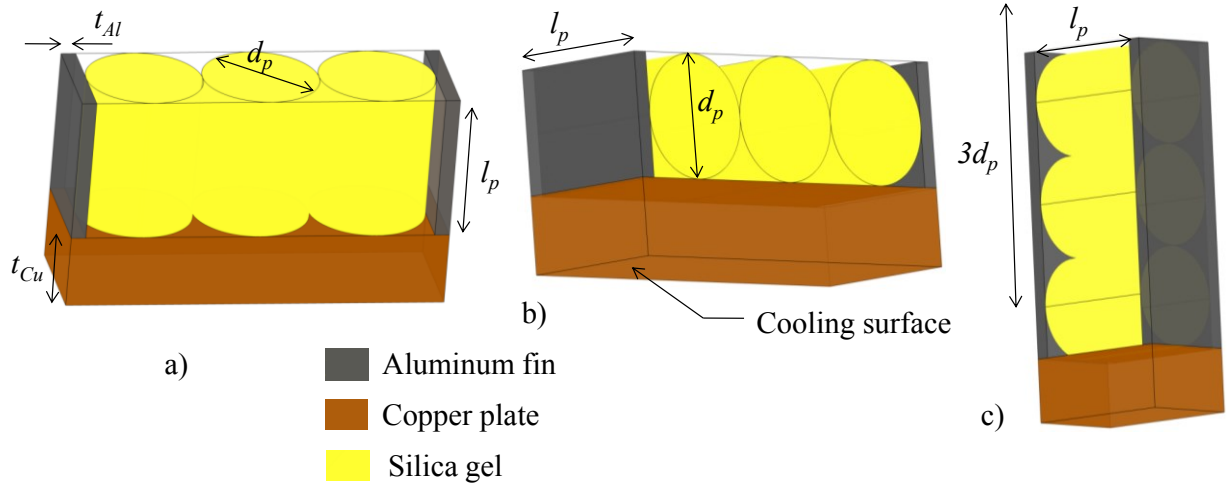 t_Al
d_p
l_p
t_Cu
a)
l_p
d_p
b)
Cooling surface
l_p
3d_p
c)
Aluminum fin
Copper plate
Silica gel